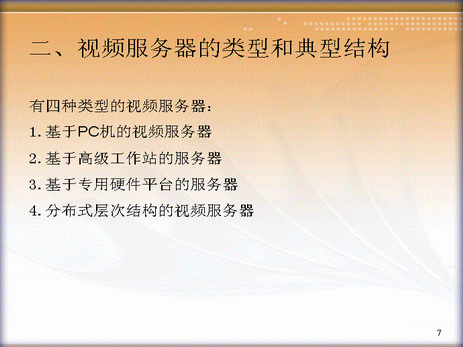 二、视频服务器的类型和典型结构
有四种类型的视频服务器：
1.基于PC机的视频服务器
2.基于高级工作站的服务器
3.基于专用硬件平台的服务器
4.分布式层次结构的视频服务器
7